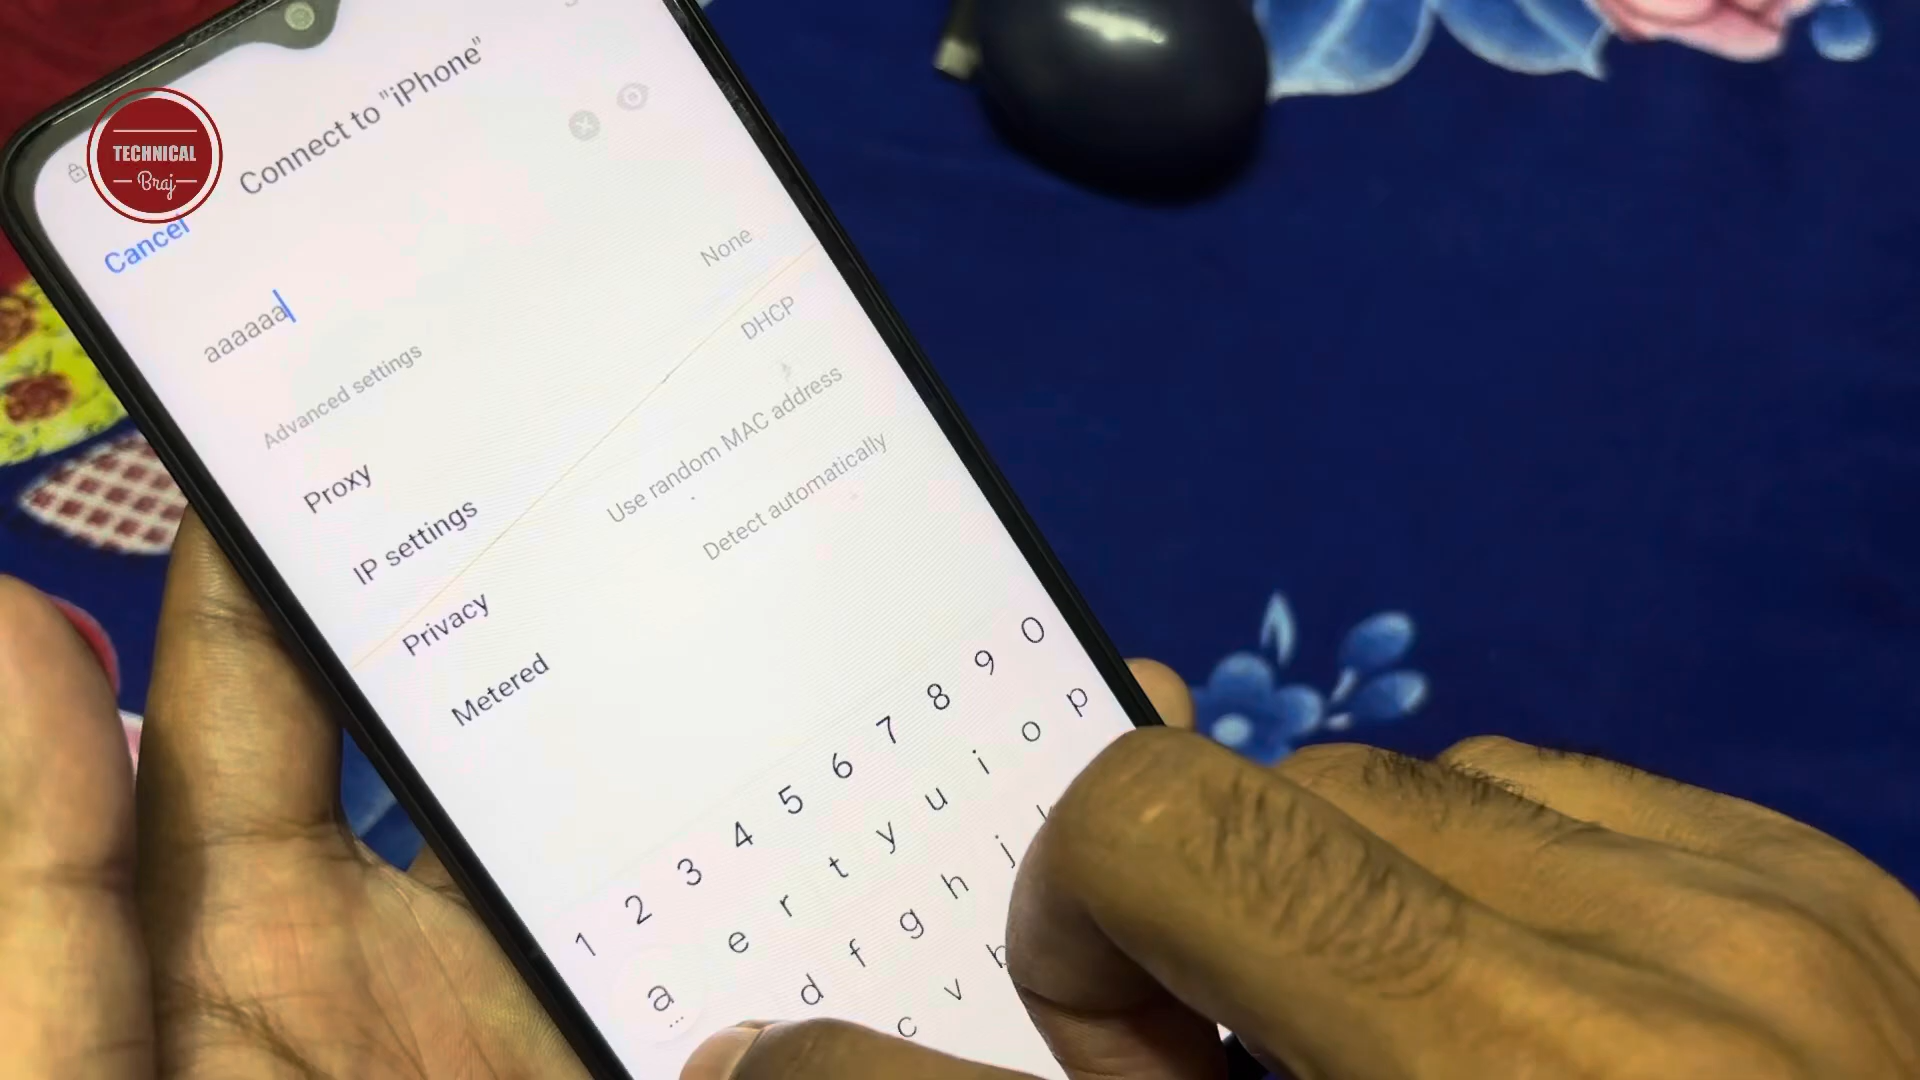 TECHNICAL
Braj
Connect to "iPhone"
Cancel
aaaaaa
Advanced settings
Proxy
None
IP settings
DHCP
Privacy
Use random MAC address
Metered
Detect automatically
1 2 3 4 5 6 7 8 9 0
e r t y u i o p
a d f g h j
c v b